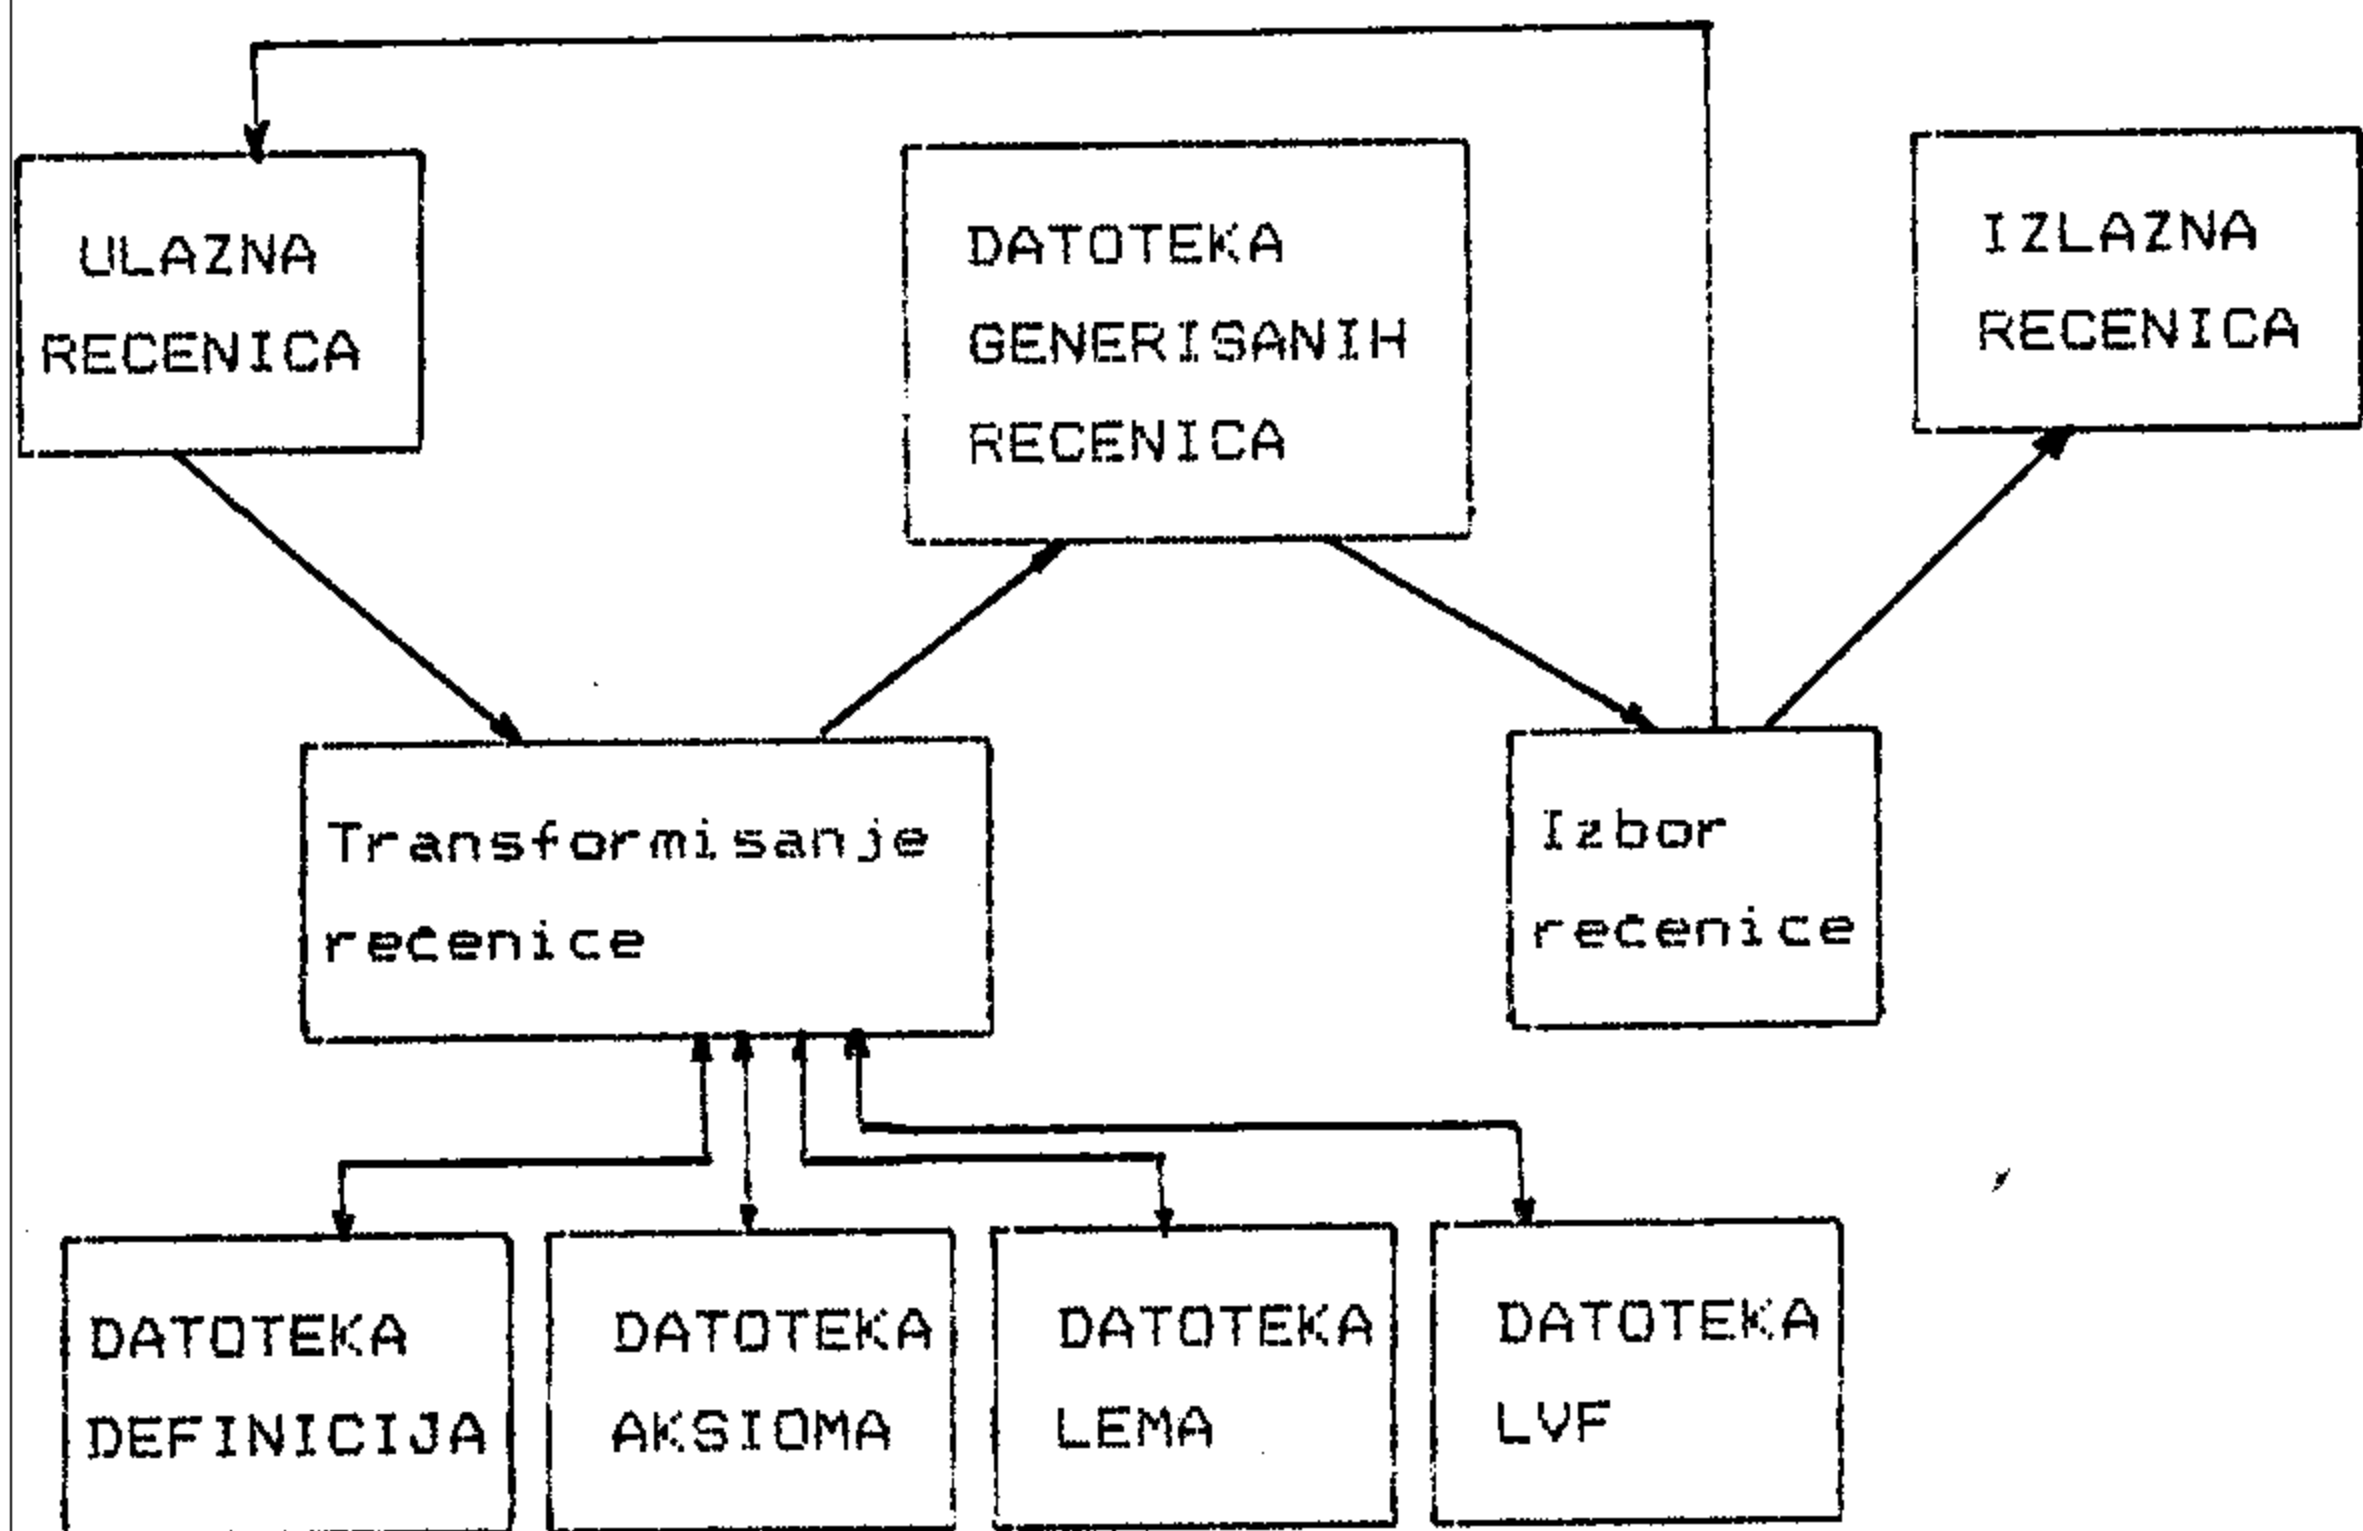 ULAZNA
RECENICA
DATOTEKA
GENERISANIH
RECENICA
IZLAZNA
RECENICA
Transformisanje
rečenice
Izbor
rečenice
DATOTEKA
DEFINICIJA
DATOTEKA
AKSIOMA
DATOTEKA
LEMA
DATOTEKA
LVF